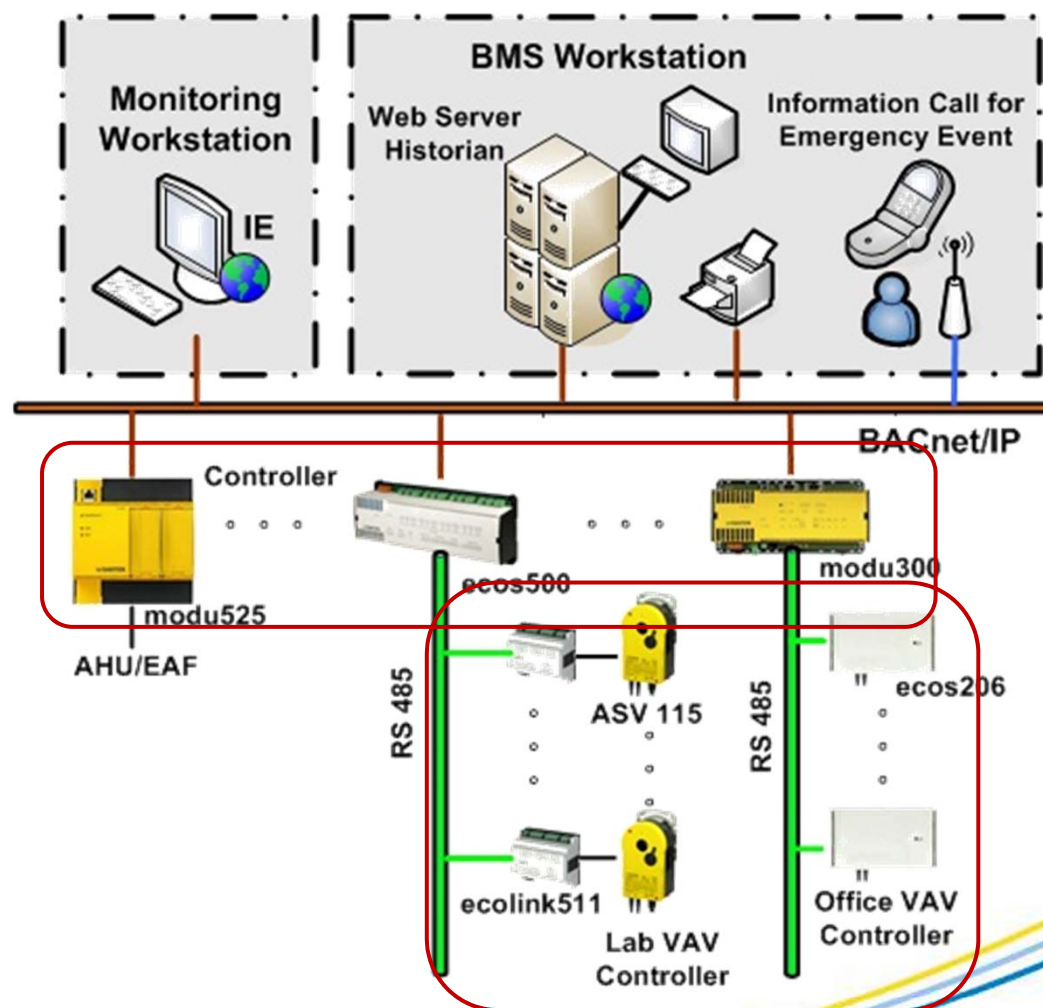 Monitoring
Workstation
IE
BMS Workstation
Web Server
Historian
Information Call for
Emergency Event
BACnet/IP
Controller
modu525
ecos500
modu300
AHU/EAF
RS 485
ASV 115
RS 485
ecos206
ecolink511
Lab VAV
Controller
Office VAV
Controller